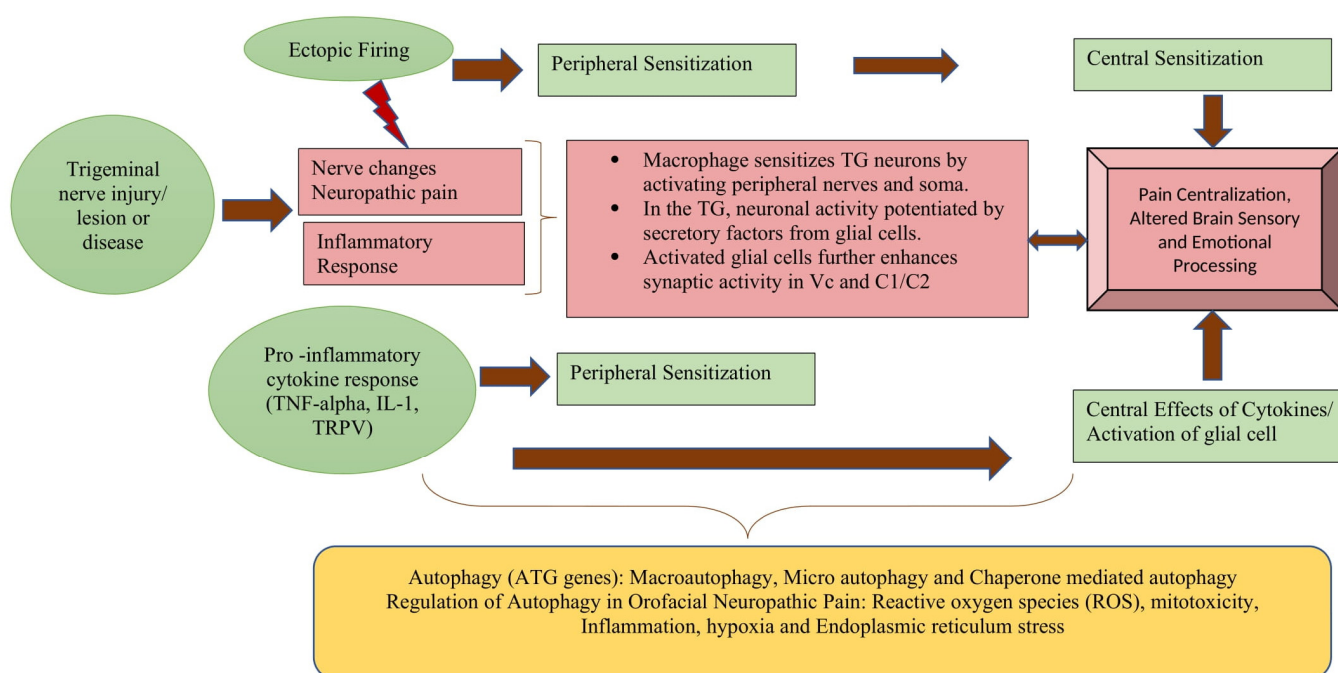 Ectopic Firing
Peripheral Sensitization
Central Sensitization
Trigeminal
nerve injury/
lesion or
disease
Nerve changes
Neuropathic pain
Inflammatory
Response
• Macrophage sensitizes TG neurons by
activating peripheral nerves and soma.
• In the TG, neuronal activity potentiated by
secretory factors from glial cells.
• Activated glial cells further enhances
synaptic activity in Vc and C1/C2
Pain Centralization,
Altered Brain Sensory
and Emotional
Processing
Pro -inflammatory
cytokine response
(TNF-alpha, IL-1,
TRPV)
Peripheral Sensitization
Central Effects of Cytokines/
Activation of glial cell
Autophagy (ATG genes): Macroautophagy, Micro autophagy and Chaperone mediated autophagy
Regulation of Autophagy in Orofacial Neuropathic Pain: Reactive oxygen species (ROS), mitotoxicity,
Inflammation, hypoxia and Endoplasmic reticulum stress